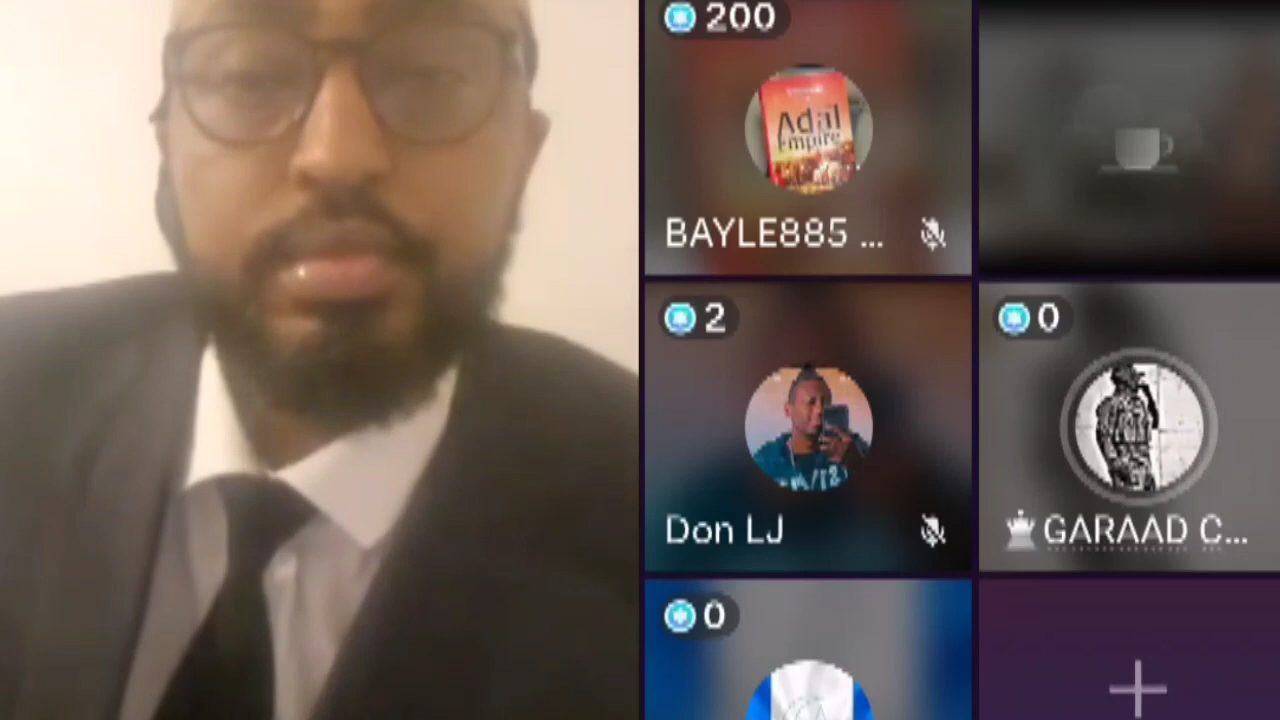 200
Adal
Empire
BAYLE885 ...
2
0
Don LJ
GARAAD C...
0